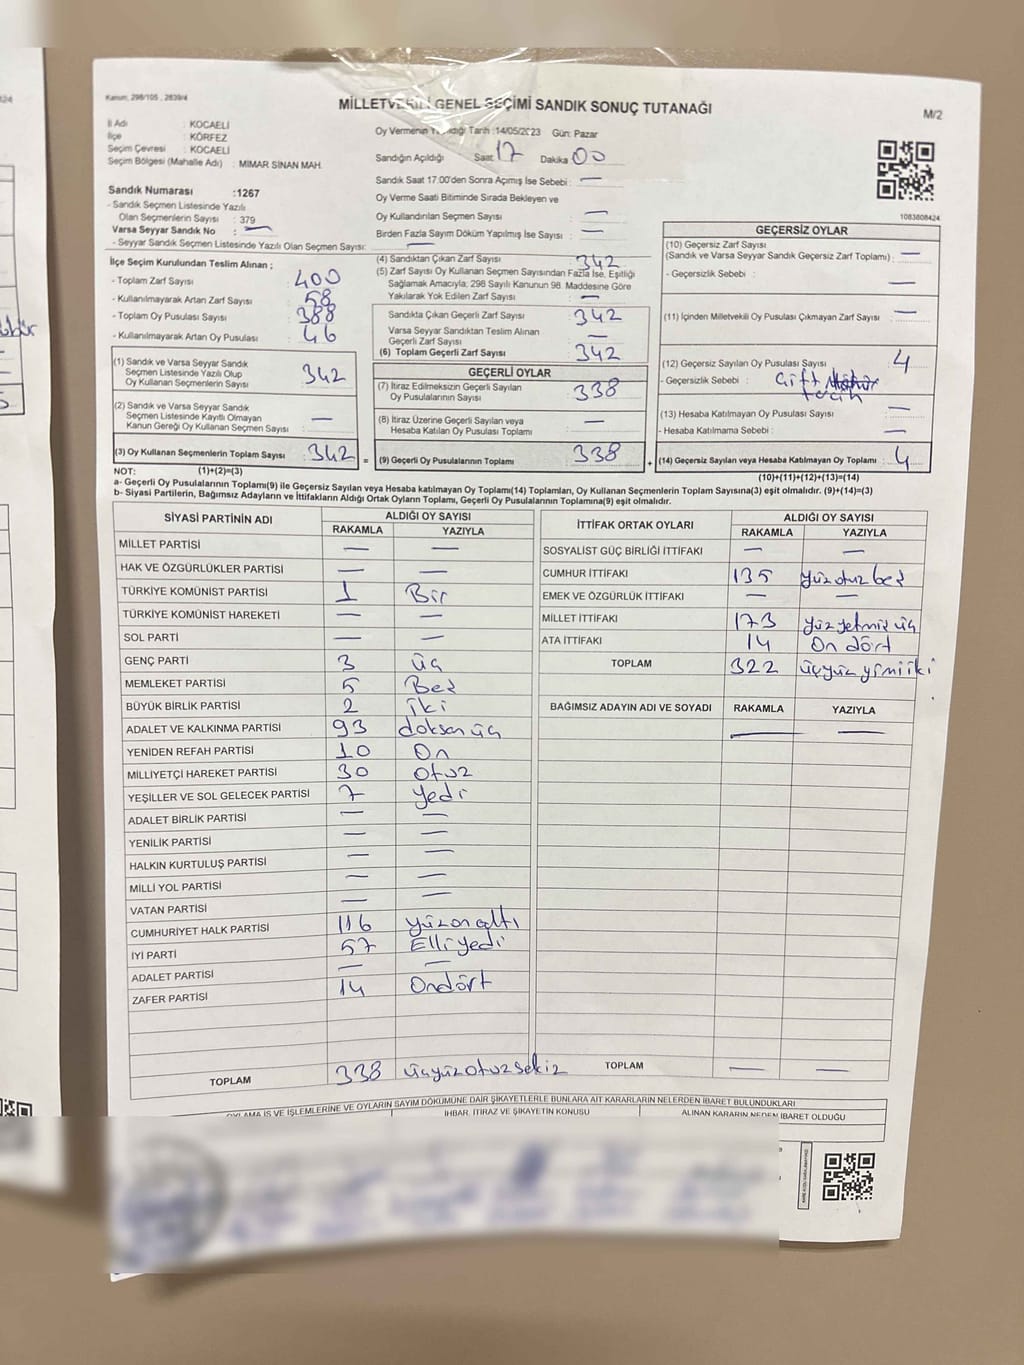 Kanun; 298/105 , 2839/4
MİLLETVEKİLİ GENEL SEÇİMİ SANDIK SONUÇ TUTANAĞI
M/2
İl Adı : KOCAELİ
İlçe : KÖRFEZ
Seçim Çevresi : KOCAELİ
Seçim Bölgesi (Mahalle Adı) : MİMAR SİNAN MAH.
Oy Vermenin Yapıldığı Tarih :14/05/2023 Gün: Pazar
Sandığın Açıldığı Saat 17 Dakika 00
Sandık Saat 17.00'den Sonra Açımış İse Sebebi : —
Sandık Numarası :1267
- Sandık Seçmen Listesinde Yazılı
Olan Seçmenlerin Sayısı : 379
Varsa Seyyar Sandık No : —
- Seyyar Sandık Seçmen Listesinde Yazılı Olan Seçmen Sayısı: —
Oy Verme Saati Bitiminde Sırada Bekleyen ve
Oy Kullandırılan Seçmen Sayısı : —
Birden Fazla Sayım Döküm Yapılmış İse Sayısı : —
1083808424
İlçe Seçim Kurulundan Teslim Alınan ;
- Toplam Zarf Sayısı : 400
- Kullanılmayarak Artan Zarf Sayısı : 58
- Toplam Oy Pusulası Sayısı : 388
- Kullanılmayarak Artan Oy Pusulası : 46
(4) Sandıktan Çıkan Zarf Sayısı : 342
(5) Zarf Sayısı Oy Kullanan Seçmen Sayısından Fazla İse, Eşitliği
Sağlamak Amacıyla; 298 Sayılı Kanunun 98. Maddesine Göre
Yakılarak Yok Edilen Zarf Sayısı : —
Sandıkta Çıkan Geçerli Zarf Sayısı : 342
Varsa Seyyar Sandıktan Teslim Alınan
Geçerli Zarf Sayısı : —
(6) Toplam Geçerli Zarf Sayısı : 342
GEÇERSİZ OYLAR
(10) Geçersiz Zarf Sayısı
(Sandık ve Varsa Seyyar Sandık Geçersiz Zarf Toplamı) : —
- Geçersizlik Sebebi : —
(11) İçinden Milletvekili Oy Pusulası Çıkmayan Zarf Sayısı : —
(12) Geçersiz Sayılan Oy Pusulası Sayısı : 4
- Geçersizlik Sebebi : Çift
tecih
(13) Hesaba Katılmayan Oy Pusulası Sayısı : —
- Hesaba Katılmama Sebebi : —
(14) Geçersiz Sayılan veya Hesaba Katılmayan Oy Toplamı : 4
(10)+(11)+(12)+(13)=(14)
(1) Sandık ve Varsa Seyyar Sandık
Seçmen Listesinde Yazılı Olup
Oy Kullanan Seçmenlerin Sayısı : 342
(2) Sandık ve Varsa Seyyar Sandık
Seçmen Listesinde Kayıtlı Olmayan
Kanun Gereği Oy Kullanan Seçmen Sayısı : —
(3) Oy Kullanan Seçmenlerin Toplam Sayısı : 342 =
GEÇERLİ OYLAR
(7) İtiraz Edilmeksizin Geçerli Sayılan
Oy Pusulalarının Sayısı : 338
(8) İtiraz Üzerine Geçerli Sayılan veya
Hesaba Katılan Oy Pusulası Toplamı : —
(9) Geçerli Oy Pusulalarının Toplamı : 338 +
NOT: (1)+(2)=(3)
a- Geçerli Oy Pusulalarının Toplamı(9) ile Geçersiz Sayılan veya Hesaba katılmayan Oy Toplamı(14) Toplamları, Oy Kullanan Seçmenlerin Toplam Sayısına(3) eşit olmalıdır. (9)+(14)=(3)
b- Siyasi Partilerin, Bağımsız Adayların ve İttifakların Aldığı Ortak Oyların Toplamı, Geçerli Oy Pusulalarının Toplamına(9) eşit olmalıdır.
SİYASİ PARTİNİN ADI ALDIĞI OY SAYISI
RAKAMLA YAZIYLA
MİLLET PARTİSİ — —
HAK VE ÖZGÜRLÜKLER PARTİSİ — —
TÜRKİYE KOMÜNİST PARTİSİ 1 Bir
TÜRKİYE KOMÜNİST HAREKETİ — —
SOL PARTİ — —
GENÇ PARTİ 3 üç
MEMLEKET PARTİSİ 5 Beş
BÜYÜK BİRLİK PARTİSİ 2 iki
ADALET VE KALKINMA PARTİSİ 93 doksan üç
YENİDEN REFAH PARTİSİ 10 On
MİLLİYETÇİ HAREKET PARTİSİ 30 otuz
YEŞİLLER VE SOL GELECEK PARTİSİ 7 Yedi
ADALET BİRLİK PARTİSİ — —
YENİLİK PARTİSİ — —
HALKIN KURTULUŞ PARTİSİ — —
MİLLİ YOL PARTİSİ — —
VATAN PARTİSİ — —
CUMHURİYET HALK PARTİSİ 116 Yüzonaltı
İYİ PARTİ 57 Elliyedi
ADALET PARTİSİ — —
ZAFER PARTİSİ 14 Ondört
TOPLAM 338 üçyüzotuzsekiz
İTTİFAK ORTAK OYLARI ALDIĞI OY SAYISI
RAKAMLA YAZIYLA
SOSYALİST GÜÇ BİRLİĞİ İTTİFAKI — —
CUMHUR İTTİFAKI 135 Yüzotuzbeş
EMEK VE ÖZGÜRLÜK İTTİFAKI — —
MİLLET İTTİFAKI 173 Yüzyetmişüç
ATA İTTİFAKI 14 On dört
TOPLAM 322 üçyüz yimiiki
BAĞIMSIZ ADAYIN ADI VE SOYADI RAKAMLA YAZIYLA
— —
TOPLAM — —
OYLAMA İŞ VE İŞLEMLERİNE VE OYLARIN SAYIM DÖKÜMÜNE DAİR ŞİKAYETLERLE BUNLARA AİT KARARLARIN NELERDEN İBARET BULUNDUKLARI
İHBAR, İTİRAZ VE ŞİKAYETİN KONUSU ALINAN KARARIN NEDEN İBARET OLDUĞU